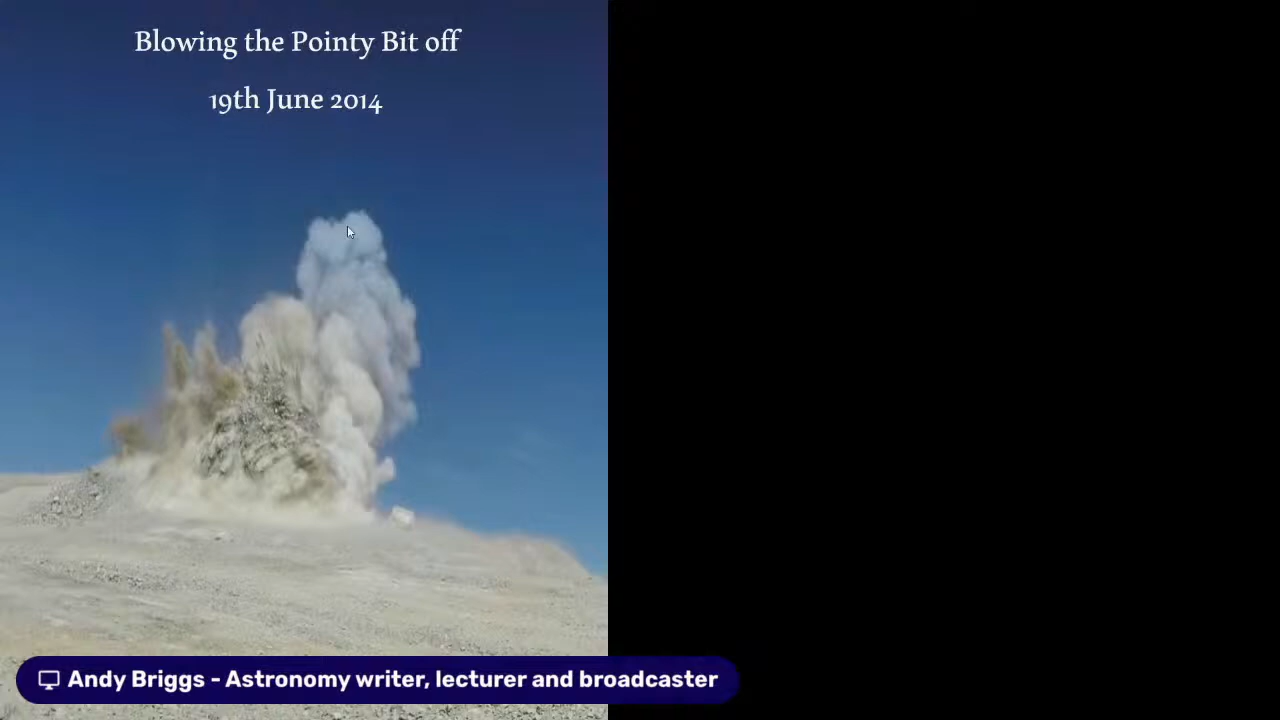 Blowing the Pointy Bit off
19th June 2014
Andy Briggs - Astronomy writer, lecturer and broadcaster